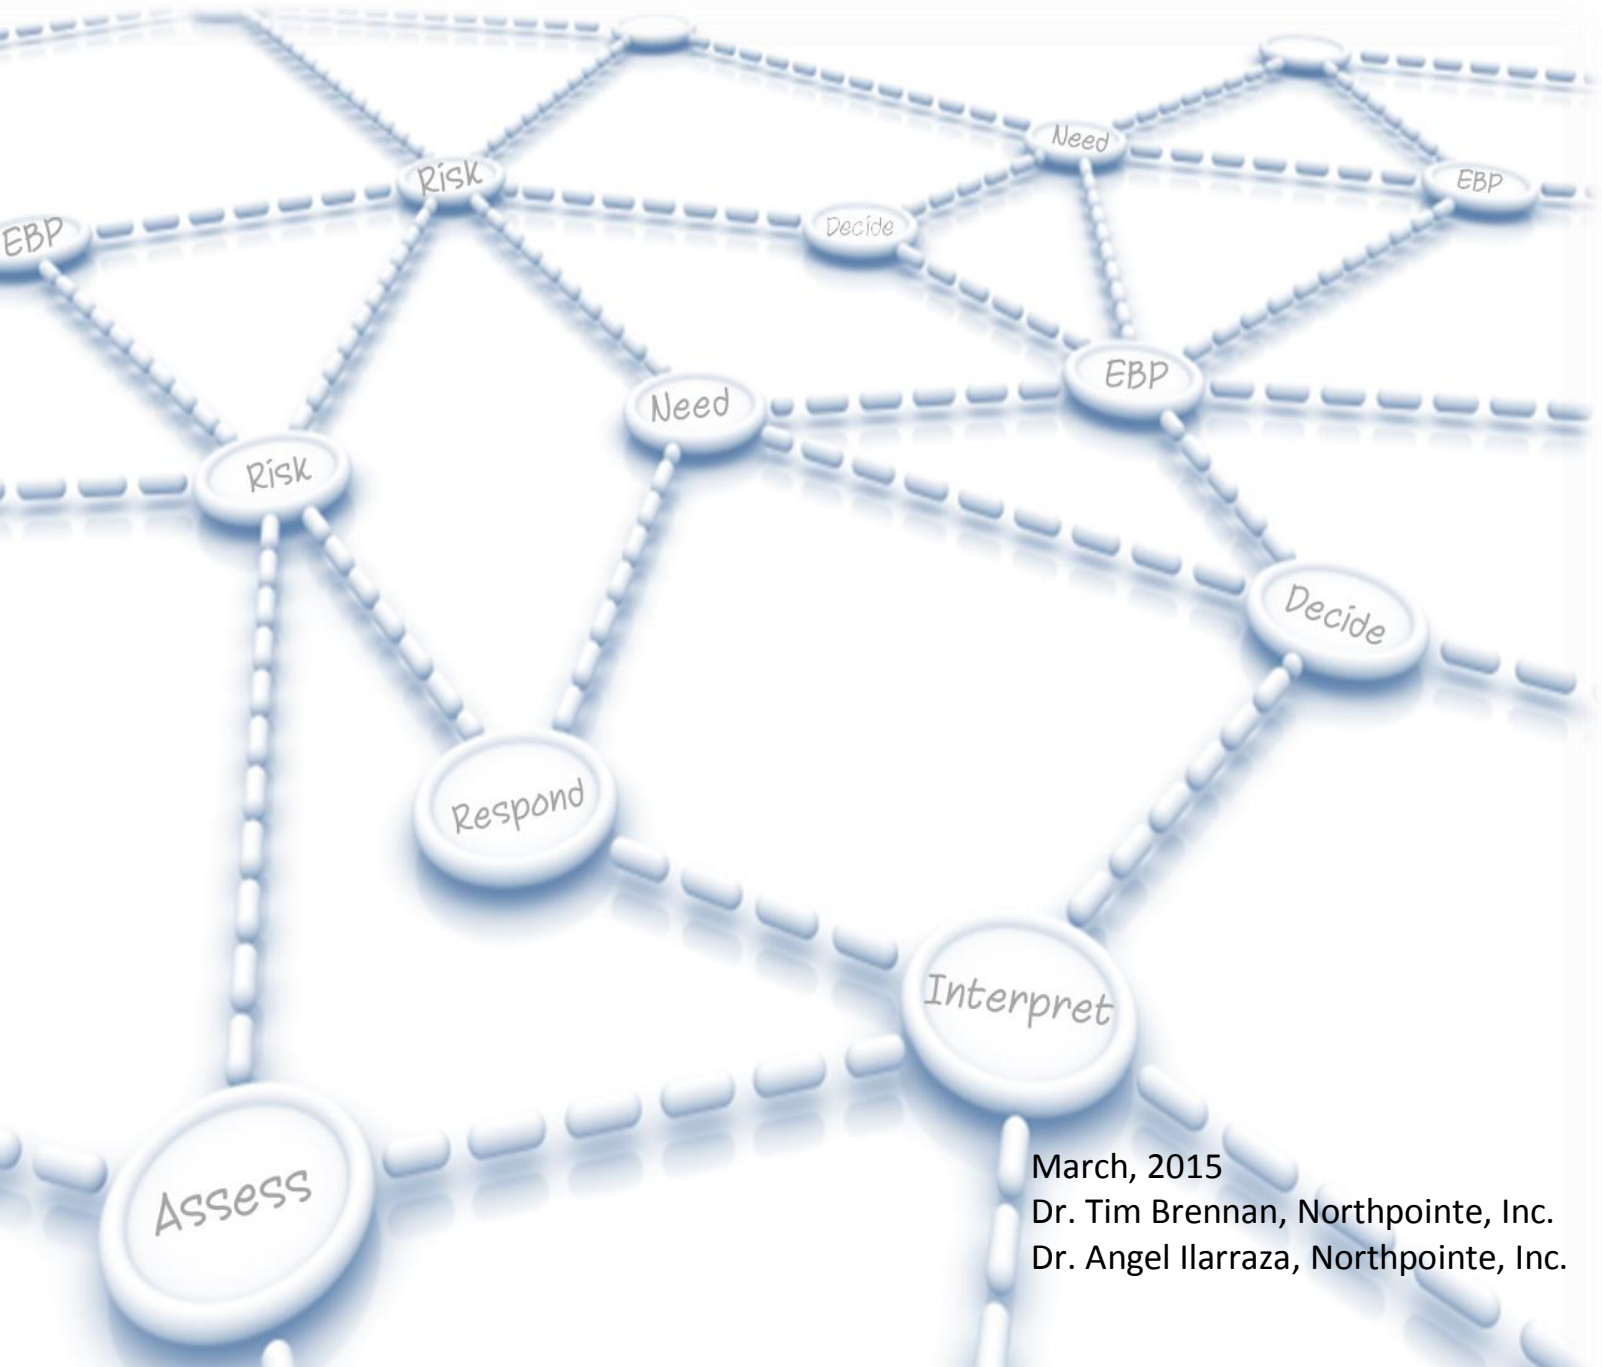 Need
Risk
EBP
Decide
EBP
EBP
Need
Risk
Decide
Respond
Interpret
Assess
March, 2015
Dr. Tim Brennan, Northpointe, Inc.
Dr. Angel Ilarraza, Northpointe, Inc.